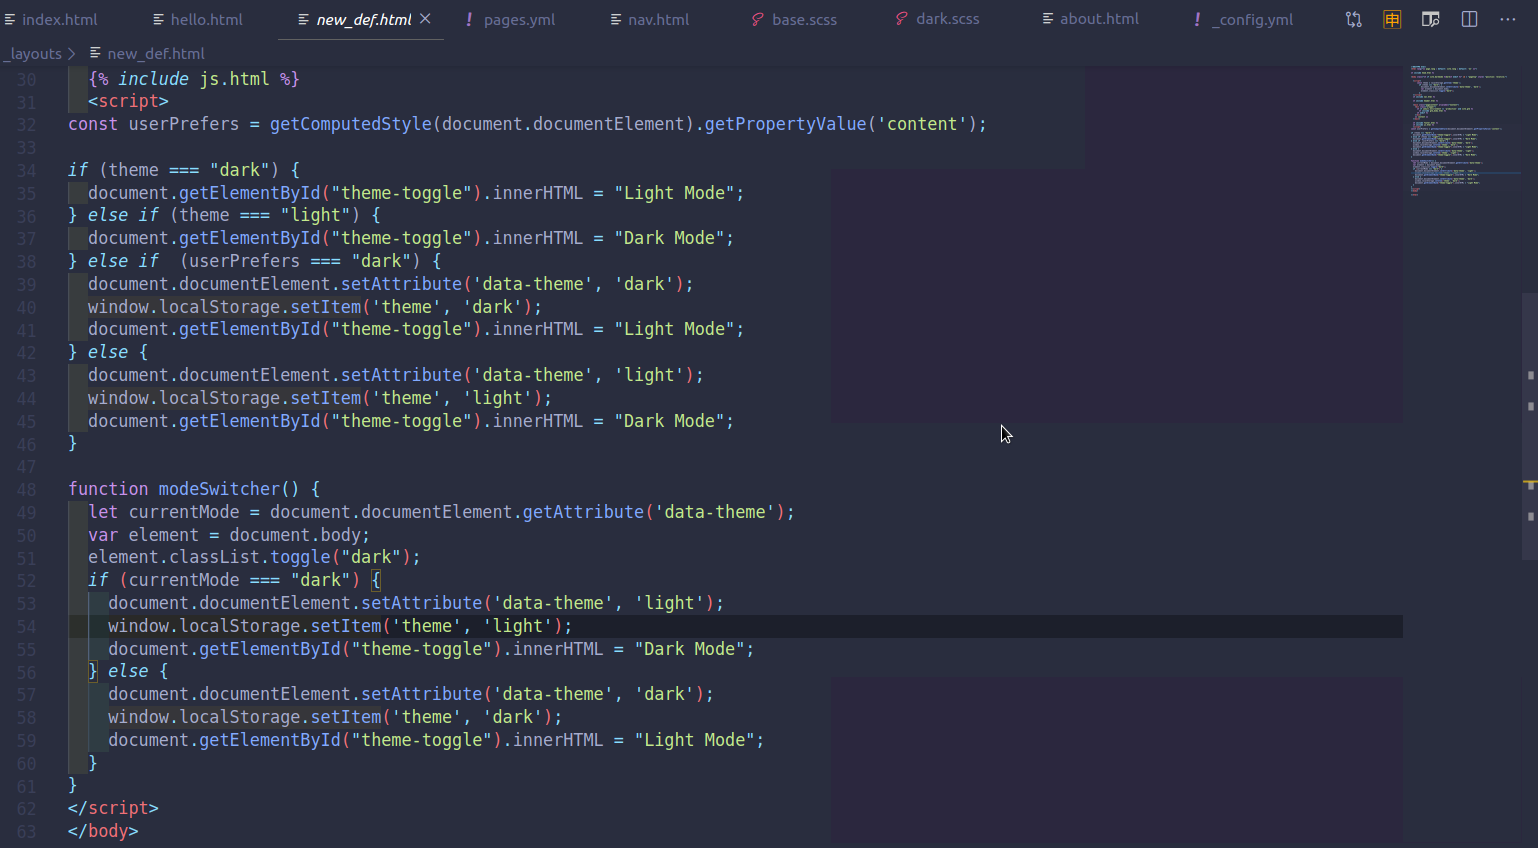 index.html hello.html new_def.html pages.yml nav.html base.scss dark.scss about.html _config.yml
_layouts new_def.html
30 {% include js.html %}
31 <script>
32 const userPrefers = getComputedStyle(document.documentElement).getPropertyValue('content');
33
34 if (theme === "dark") {
35 document.getElementById("theme-toggle").innerHTML = "Light Mode";
36 } else if (theme === "light") {
37 document.getElementById("theme-toggle").innerHTML = "Dark Mode";
38 } else if  (userPrefers === "dark") {
39 document.documentElement.setAttribute('data-theme', 'dark');
40 window.localStorage.setItem('theme', 'dark');
41 document.getElementById("theme-toggle").innerHTML = "Light Mode";
42 } else {
43 document.documentElement.setAttribute('data-theme', 'light');
44 window.localStorage.setItem('theme', 'light');
45 document.getElementById("theme-toggle").innerHTML = "Dark Mode";
46 }
47
48 function modeSwitcher() {
49 let currentMode = document.documentElement.getAttribute('data-theme');
50 var element = document.body;
51 element.classList.toggle("dark");
52 if (currentMode === "dark") {
53 document.documentElement.setAttribute('data-theme', 'light');
54 window.localStorage.setItem('theme', 'light');
55 document.getElementById("theme-toggle").innerHTML = "Dark Mode";
56 } else {
57 document.documentElement.setAttribute('data-theme', 'dark');
58 window.localStorage.setItem('theme', 'dark');
59 document.getElementById("theme-toggle").innerHTML = "Light Mode";
60 }
61 }
62 </script>
63 </body>